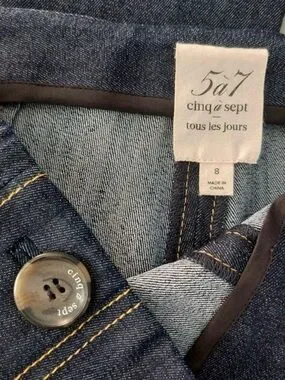 5à7
cinq à sept
tous les jours
8
MADE IN
CHINA
cinq à sept